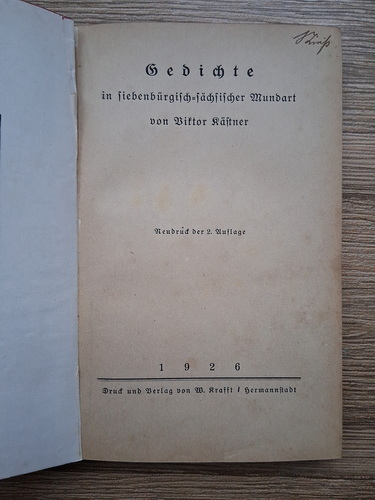 Gedichte
in siebenbürgisch-sächsischer Mundart
von Viktor Kästner
Neudruck der 2. Auflage
1926
Druck und Verlag von W. Krafft / Hermannstadt